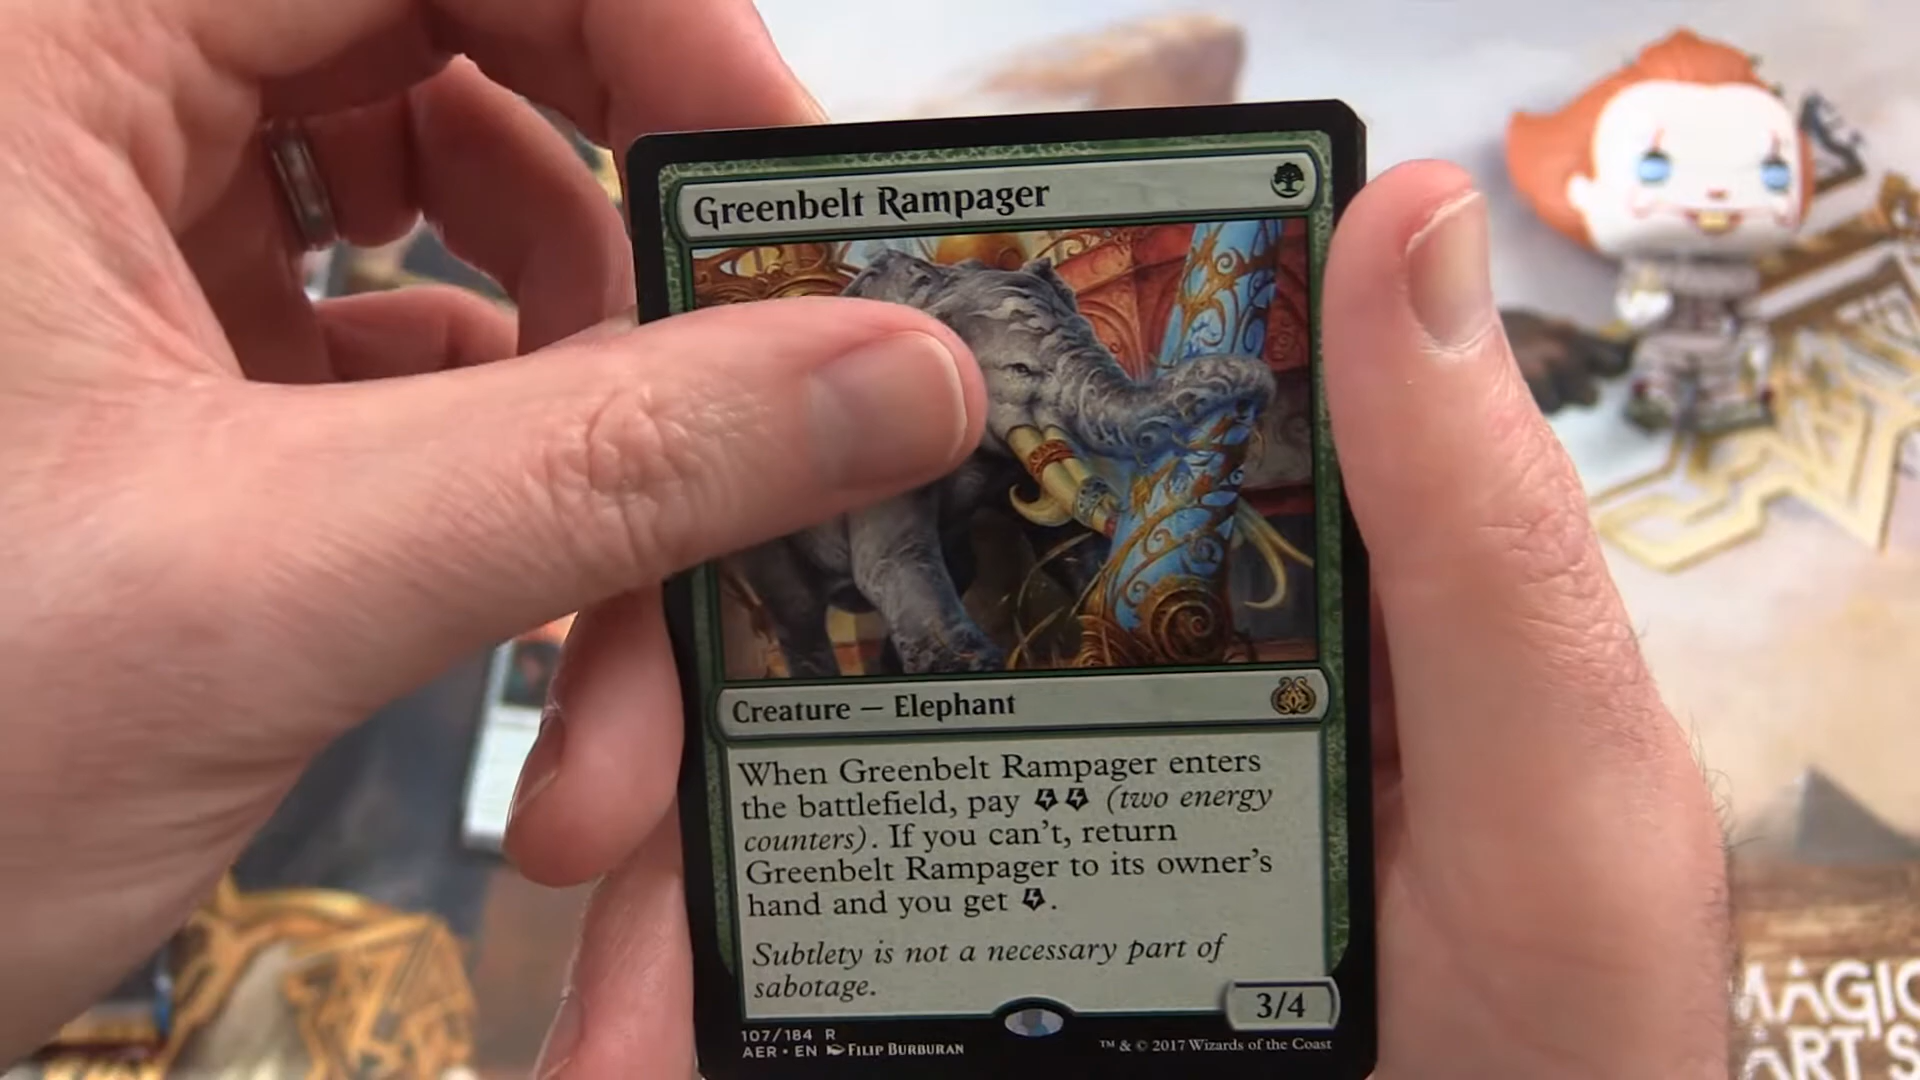 Greenbelt Rampager
Creature — Elephant
When Greenbelt Rampager enters
the battlefield, pay (two energy
counters). If you can't, return
Greenbelt Rampager to its owner's
hand and you get .
Subtlety is not a necessary part of
sabotage.
3/4
107/184 R
AER • EN FILIP BURBURAN
™ & © 2017 Wizards of the Coast
MAGIC
ART S